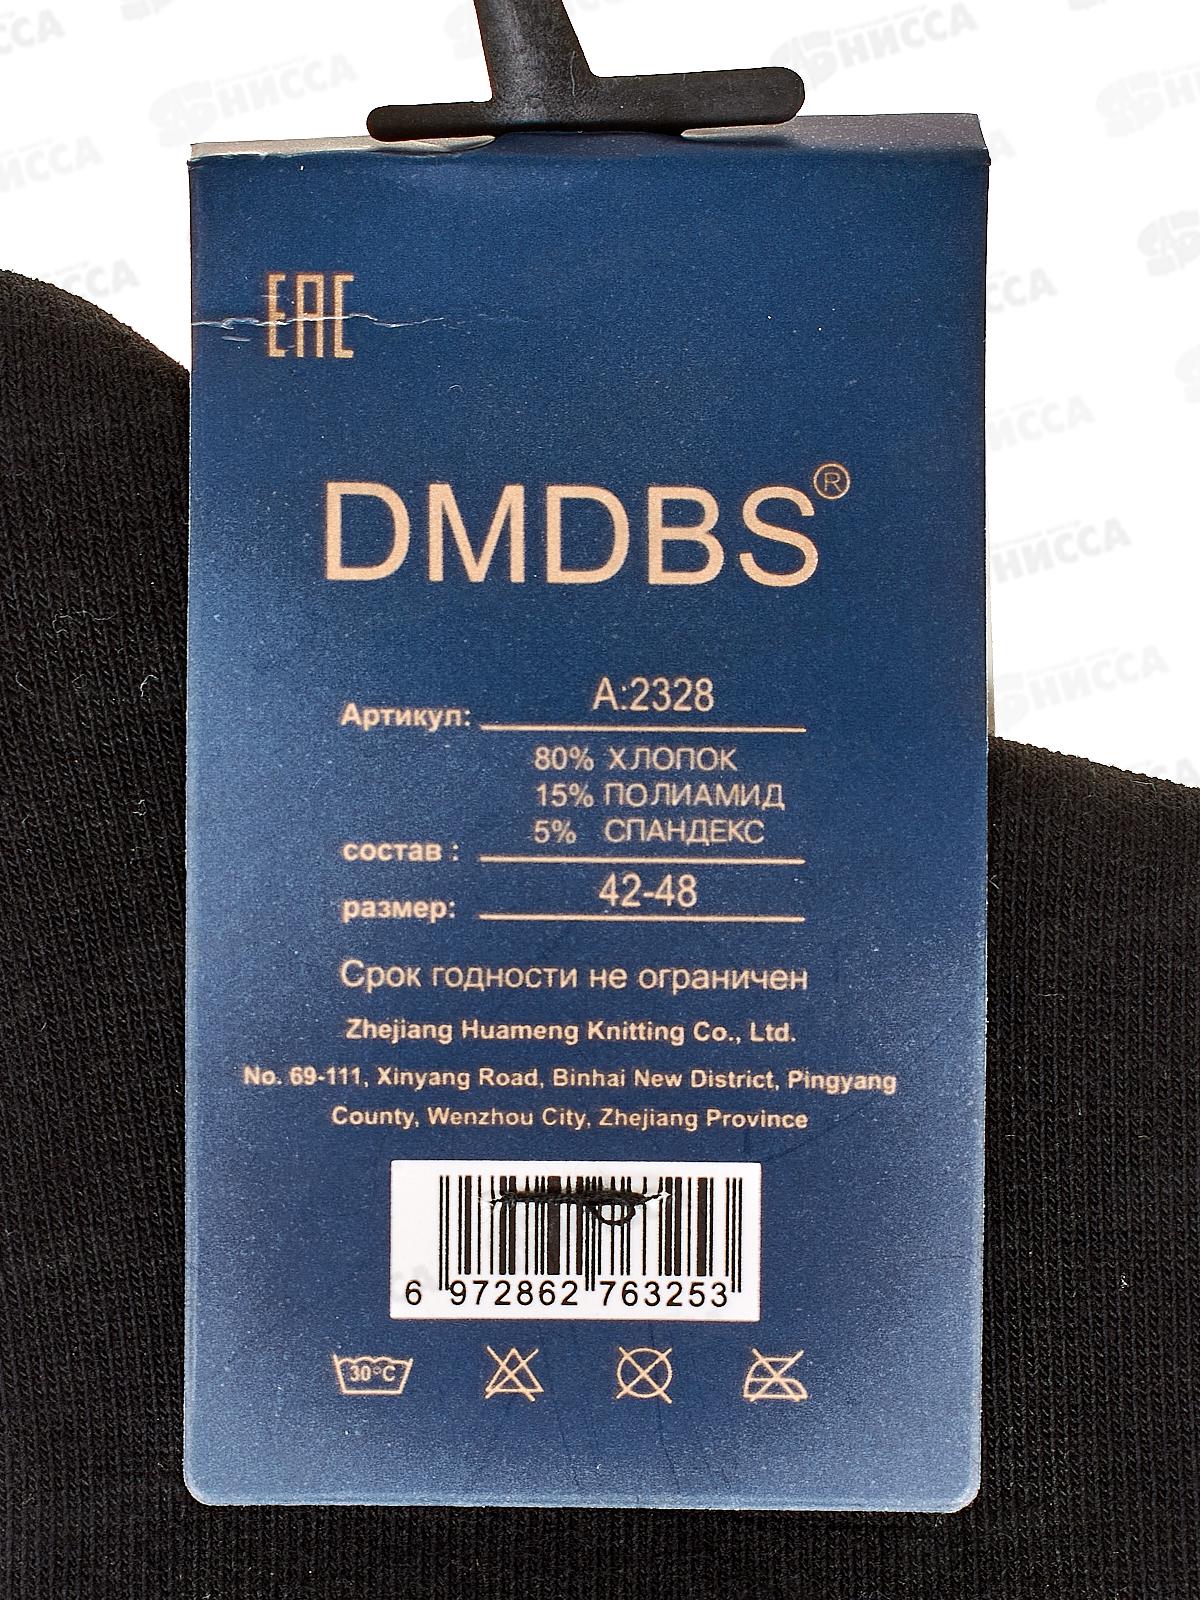 EAC
DMDBS®
Артикул: A:2328
80% ХЛОПОК
15% ПОЛИАМИД
5% СПАНДЕКС
состав :
размер: 42-48
Срок годности не ограничен
Zhejiang Huameng Knitting Co., Ltd.
No. 69-111, Xinyang Road, Binhai New District, Pingyang
County, Wenzhou City, Zhejiang Province
6 972862 763253
30°C
НИССА